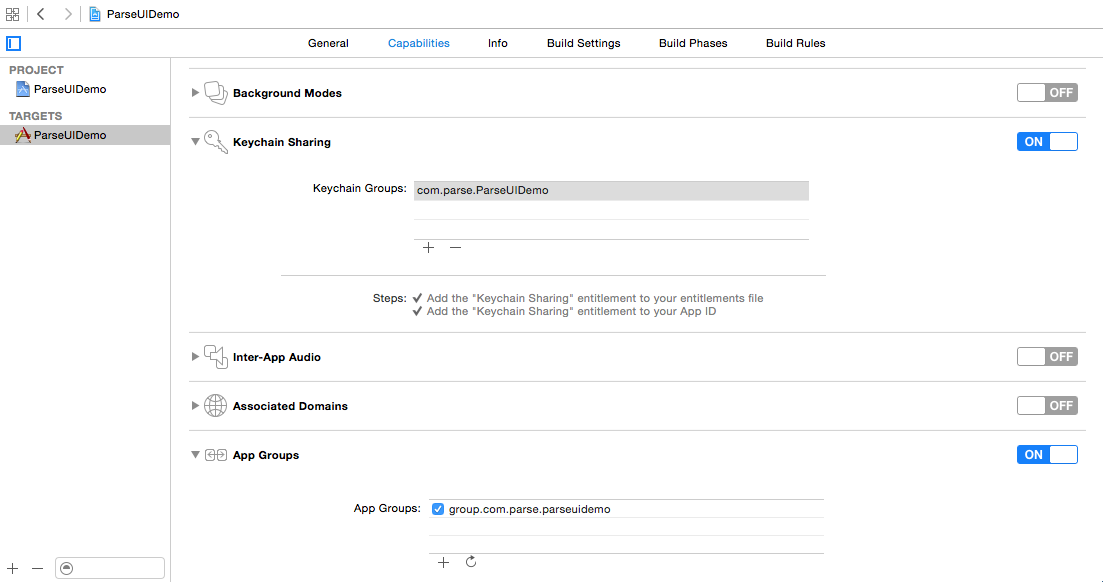 ParseUIDemo
General Capabilities Info Build Settings Build Phases Build Rules
PROJECT
ParseUIDemo
TARGETS
ParseUIDemo
Background Modes OFF
Keychain Sharing ON
Keychain Groups: com.parse.ParseUIDemo
Steps: ✔ Add the "Keychain Sharing" entitlement to your entitlements file
✔ Add the "Keychain Sharing" entitlement to your App ID
Inter-App Audio OFF
Associated Domains OFF
App Groups ON
App Groups: group.com.parse.parseuidemo